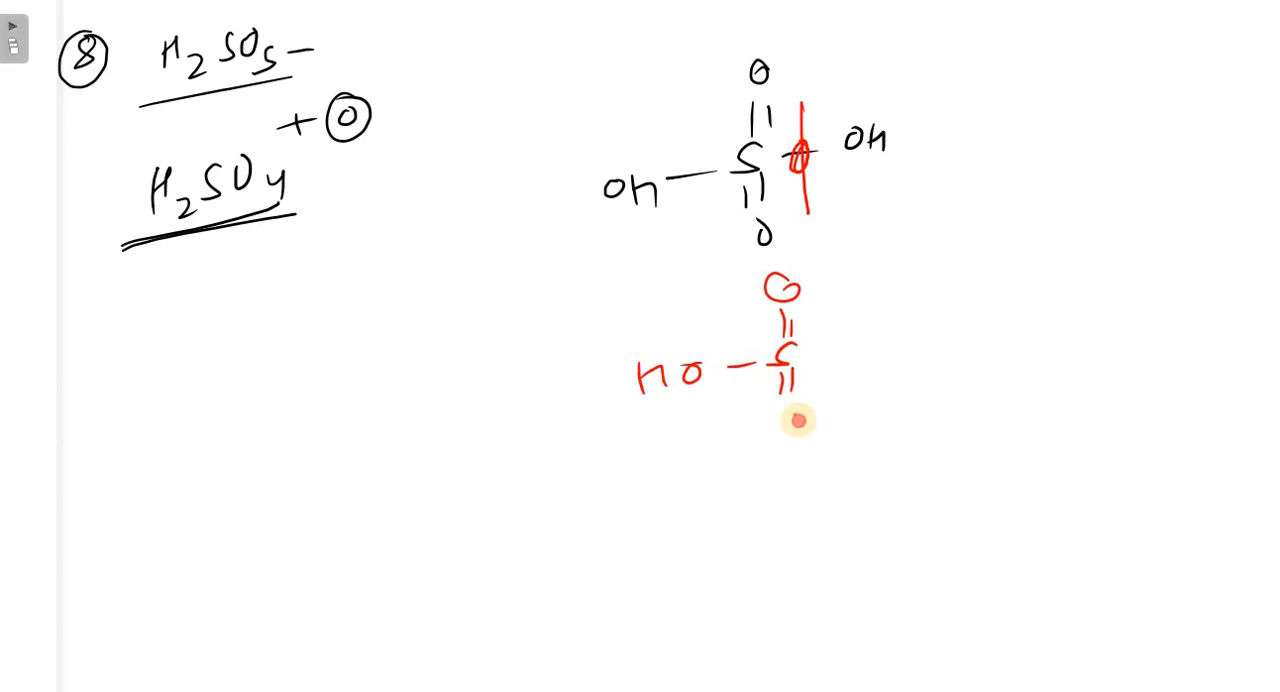 8 H2SO5 -
+ O
H2SO4
O
||
OH - S - O - OH
||
O
O
||
HO - S
||